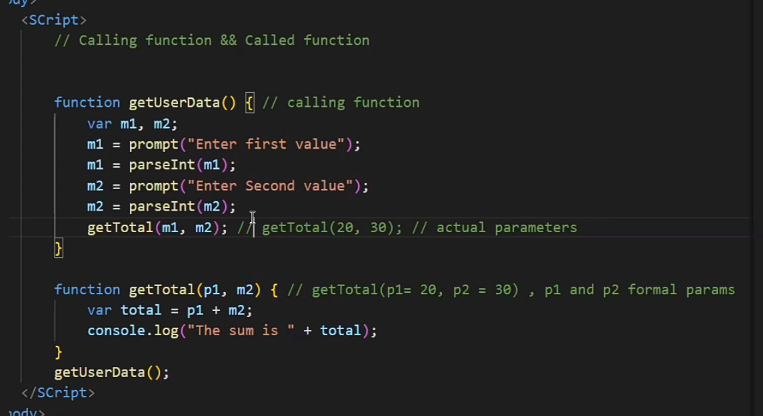 <SCript>
// Calling function && Called function
function getUserData() { // calling function
var m1, m2;
m1 = prompt("Enter first value");
m1 = parseInt(m1);
m2 = prompt("Enter Second value");
m2 = parseInt(m2);
getTotal(m1, m2); // getTotal(20, 30); // actual parameters
}
function getTotal(p1, m2) { // getTotal(p1= 20, p2 = 30) , p1 and p2 formal params
var total = p1 + m2;
console.log("The sum is " + total);
}
getUserData();
</SCript>